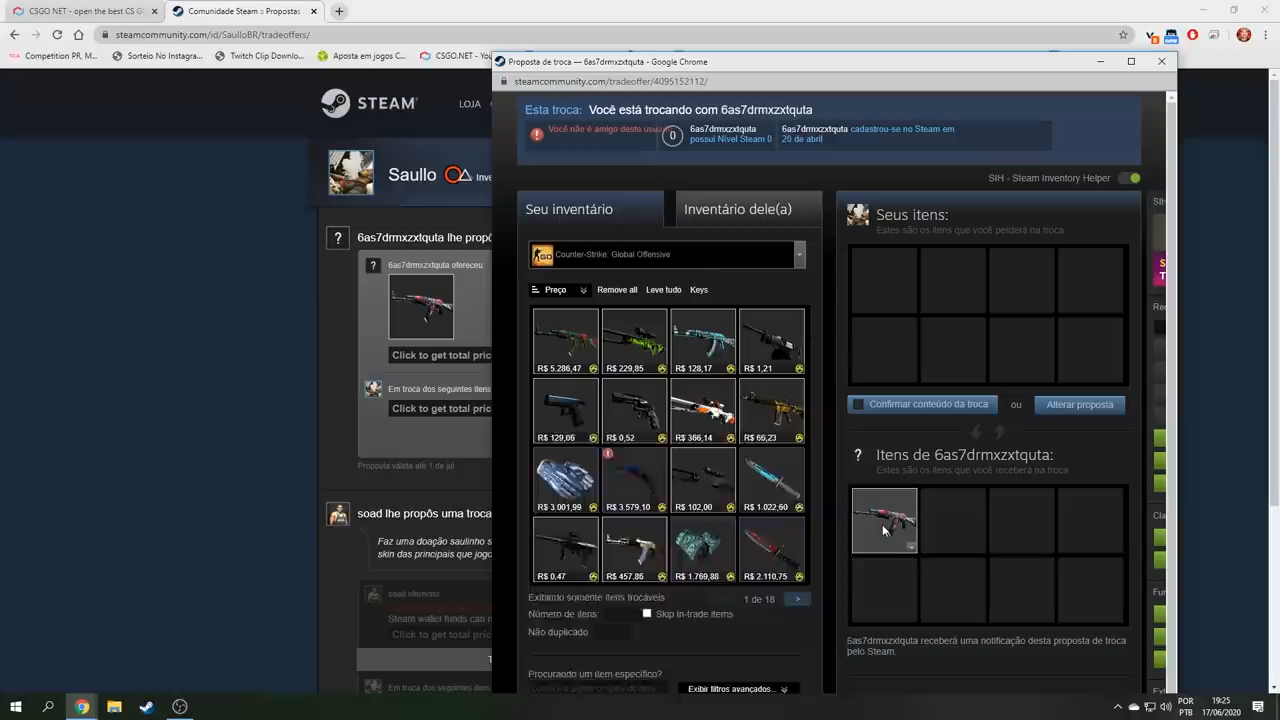 CSGO NET - open the best CS G
Comunidade Steam :: Propostas
steamcommunity.com/id/SaulloBR/tradeoffers/
Competition PR, M...
Sorteio No Instagra...
Twitch Clip Downlo...
Aposta em jogos da...
CSGO.NET - Yo
Proposta de troca — 6as7drmxzxtquta - Google Chrome
steamcommunity.com/tradeoffer/4095152112/
STEAM
LOJA
Saullo
Inve
6as7drmxzxtquta lhe propô
6as7drmxzxtquta ofereceu:
Click to get total pric
Em troca dos seguintes itens
Click to get total pric
Proposta válida até 1 de jul
soad lhe propôs uma troca
Faz uma doação saulinho s
skin das principais que jogo
soad ofereceu
Steam wallet funds can n
Click to get total pric
T
Em troca dos seguintes itens
Esta troca: Você está trocando com 6as7drmxzxtquta
Você não é amigo deste usuá
0
6as7drmxzxtquta
possui Nível Steam 0
6as7drmxzxtquta cadastrou-se no Steam em
20 de abril
SIH - Steam Inventory Helper
Seu inventário
Inventário dele(a)
Counter-Strike: Global Offensive
Preço
Remove all
Leve tudo
Keys
R$ 5.286,47
R$ 229,85
R$ 128,17
R$ 1,21
R$ 129,06
R$ 0,52
R$ 366,14
R$ 66,23
R$ 3.001,99
R$ 3.579,10
R$ 102,00
R$ 1.022,60
R$ 0,47
R$ 457,86
R$ 1.769,88
R$ 2.110,75
Exibindo somente itens trocáveis
1 de 18
>
Número de itens:
Skip in-trade items
Não duplicado
Procurando um item específico?
Exibir filtros avançados...
Seus itens:
Estes são os itens que você perderá na troca
Confirmar conteúdo da troca
ou
Alterar proposta
Itens de 6as7drmxzxtquta:
Estes são os itens que você receberá na troca
6as7drmxzxtquta receberá uma notificação desta proposta de troca
pelo Steam.
SIH
S
T
Re
Cla
Fu
Ext
POR
PTB
19:25
17/06/2020